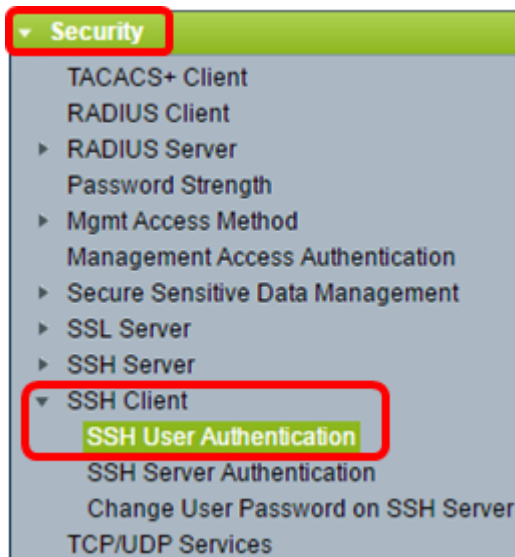 Security
TACACS+ Client
RADIUS Client
RADIUS Server
Password Strength
Mgmt Access Method
Management Access Authentication
Secure Sensitive Data Management
SSL Server
SSH Server
SSH Client
SSH User Authentication
SSH Server Authentication
Change User Password on SSH Server
TCP/UDP Services